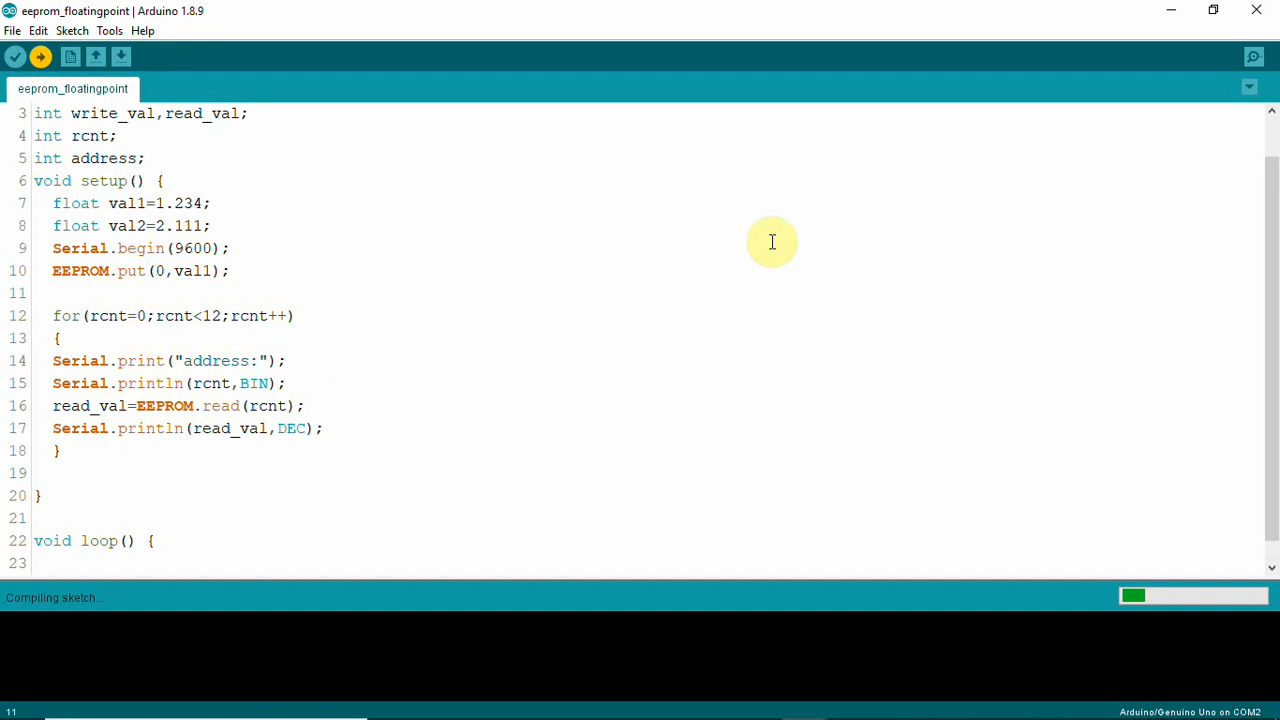 eeprom_floatingpoint | Arduino 1.8.9
File Edit Sketch Tools Help
eeprom_floatingpoint
3 int write_val,read_val;
4 int rcnt;
5 int address;
6 void setup() {
7 float val1=1.234;
8 float val2=2.111;
9 Serial.begin(9600);
10 EEPROM.put(0,val1);
11
12 for(rcnt=0;rcnt<12;rcnt++)
13 {
14 Serial.print("address:");
15 Serial.println(rcnt,BIN);
16 read_val=EEPROM.read(rcnt);
17 Serial.println(read_val,DEC);
18 }
19
20 }
21
22 void loop() {
23
Compiling sketch...
11 Arduino/Genuino Uno on COM2